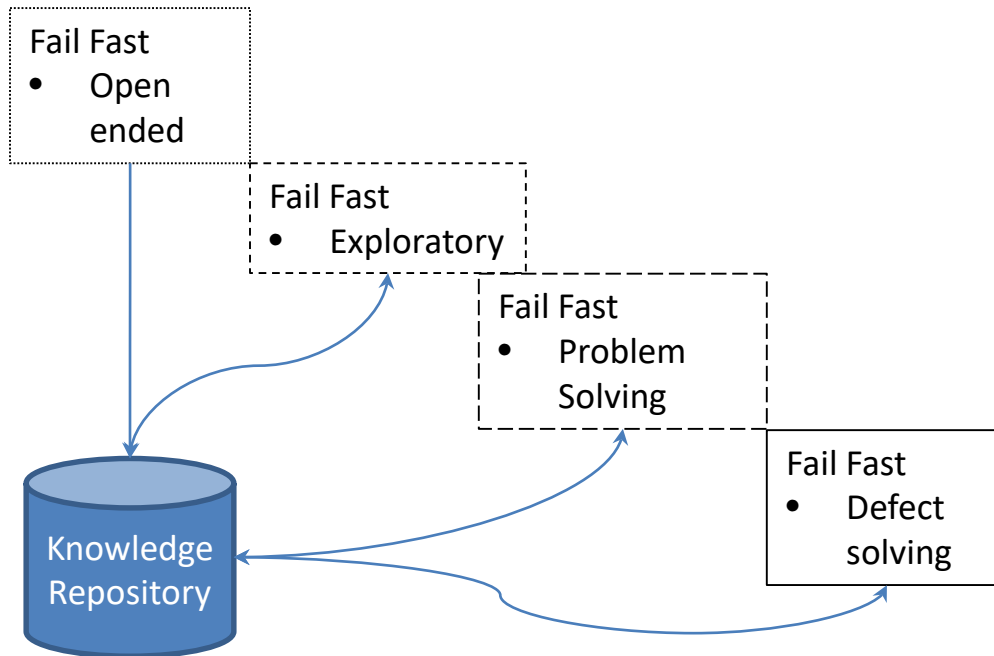 Fail Fast
• Open
ended
Fail Fast
• Exploratory
Fail Fast
• Problem
Solving
Fail Fast
• Defect
solving
Knowledge
Repository